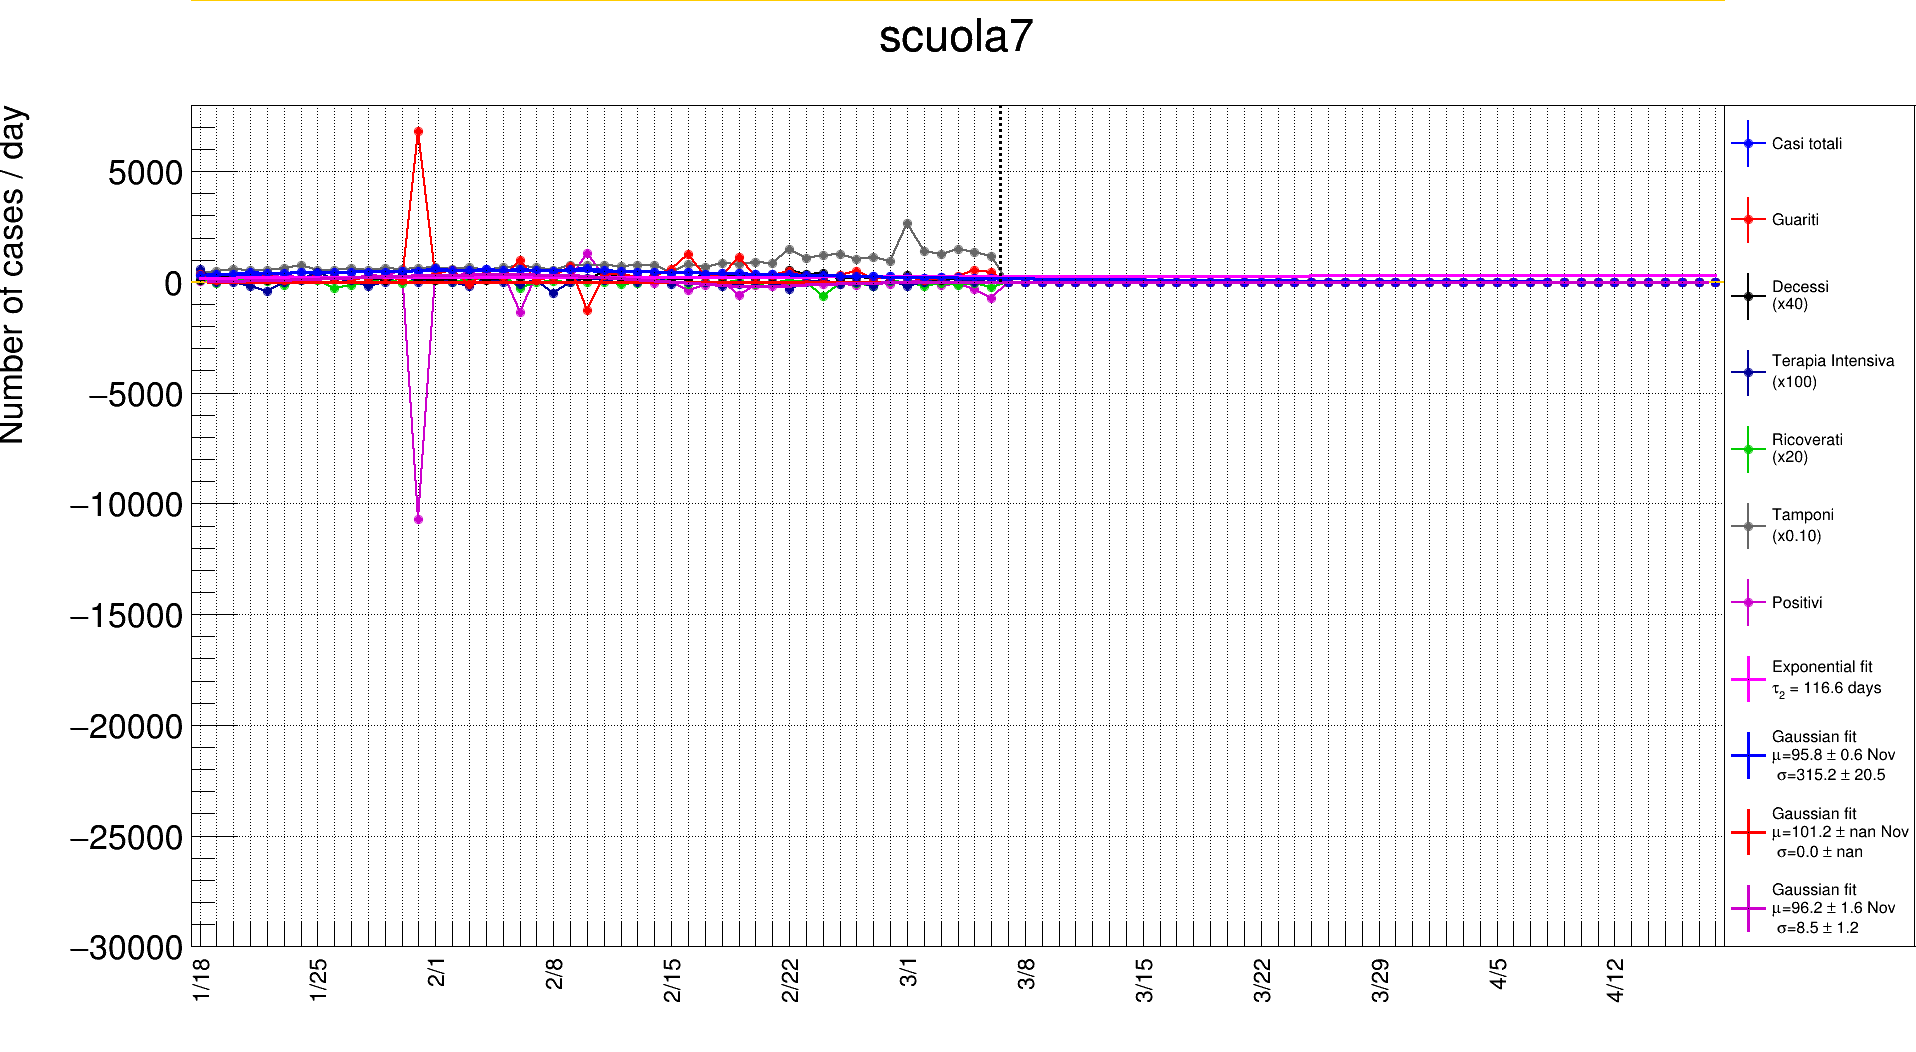 scuola7
Number of cases / day
5000
0
−5000
−10000
−15000
−20000
−25000
−30000
1/18
1/25
2/1
2/8
2/15
2/22
3/1
3/8
3/15
3/22
3/29
4/5
4/12
Casi totali
Guariti
Decessi
(x40)
Terapia Intensiva
(x100)
Ricoverati
(x20)
Tamponi
(x0.10)
Positivi
Exponential fit
τ2 = 116.6 days
Gaussian fit
μ=95.8 ± 0.6 Nov
σ=315.2 ± 20.5
Gaussian fit
μ=101.2 ± nan Nov
σ=0.0 ± nan
Gaussian fit
μ=96.2 ± 1.6 Nov
σ=8.5 ± 1.2